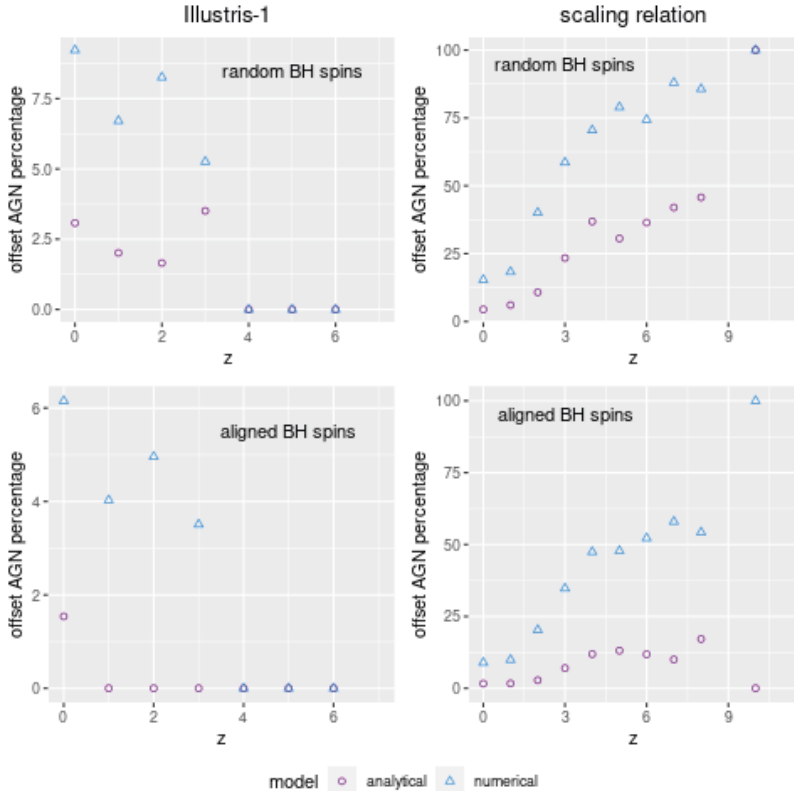 Illustris-1
scaling relation
offset AGN percentage
7.5
5.0
2.5
0.0
random BH spins
0 2 4 6
z
offset AGN percentage
100
75
50
25
0
random BH spins
0 3 6 9
z
offset AGN percentage
6
4
2
0
aligned BH spins
0 2 4 6
z
offset AGN percentage
100
75
50
25
0
aligned BH spins
0 3 6 9
z
model analytical numerical